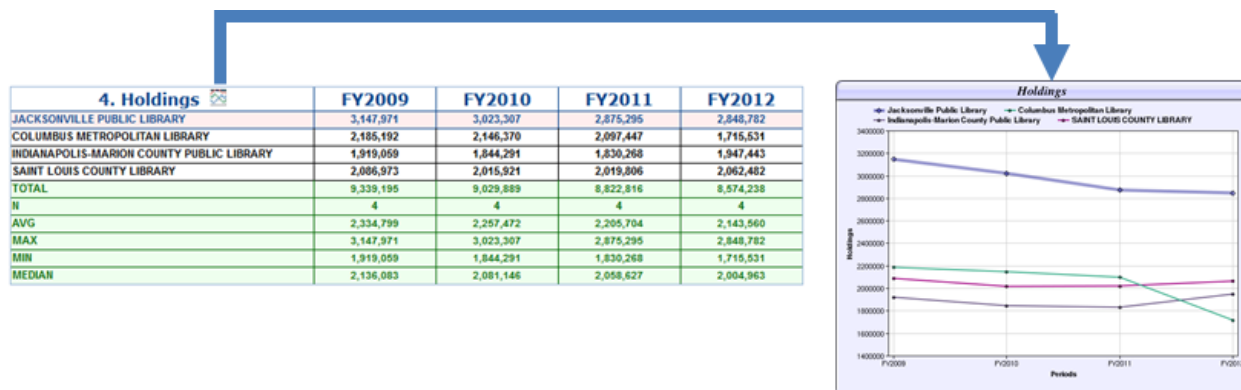 4. Holdings FY2009 FY2010 FY2011 FY2012
JACKSONVILLE PUBLIC LIBRARY 3,147,971 3,023,307 2,875,295 2,848,782
COLUMBUS METROPOLITAN LIBRARY 2,185,192 2,146,370 2,097,447 1,715,531
INDIANAPOLIS-MARION COUNTY PUBLIC LIBRARY 1,919,059 1,844,291 1,830,268 1,947,443
SAINT LOUIS COUNTY LIBRARY 2,086,973 2,015,921 2,019,806 2,062,482
TOTAL 9,339,195 9,029,889 8,822,816 8,574,238
N 4 4 4 4
AVG 2,334,799 2,257,472 2,205,704 2,143,560
MAX 3,147,971 3,023,307 2,875,295 2,848,782
MIN 1,919,059 1,844,291 1,830,268 1,715,531
MEDIAN 2,136,083 2,081,146 2,058,627 2,004,963
Holdings
Jacksonville Public Library Columbus Metropolitan Library
Indianapolis-Marion County Public Library SAINT LOUIS COUNTY LIBRARY
3400000
3200000
3000000
2800000
2600000
2400000
2200000
2000000
1800000
1600000
1400000
Holdings
FY2009 FY2010 FY2011 FY2012
Periods